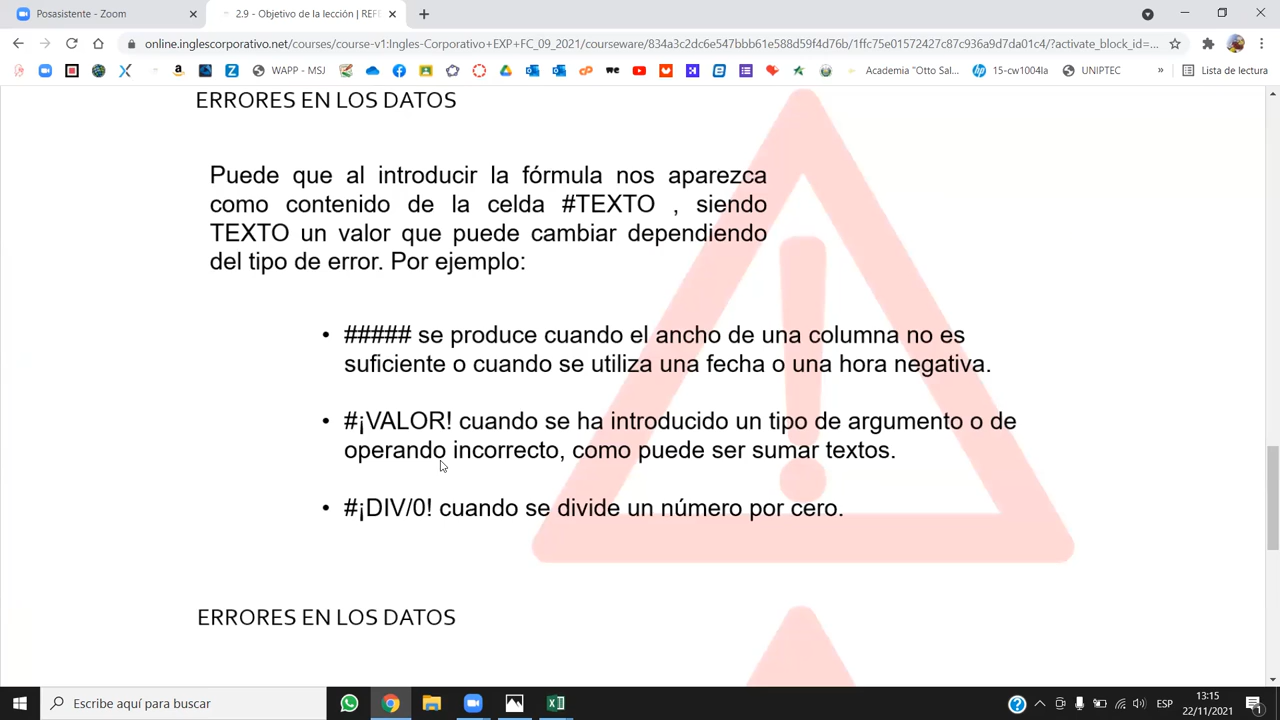 Posasistente - Zoom
2.9 - Objetivo de la lección | REFE
online.inglescorporativo.net/courses/course-v1:Ingles-Corporativo+EXP+FC_09_2021/courseware/834a3c2dc6e547bbb61e588d59f4d76b/1ffc75e01572427c87c936a9d7da01c4/?activate_block_id=...
WAPP - MSJ
Academia "Otto Sal...
15-cw1004la
UNIPTEC
»
Lista de lectura
ERRORES EN LOS DATOS
Puede que al introducir la fórmula nos aparezca
como contenido de la celda #TEXTO , siendo
TEXTO un valor que puede cambiar dependiendo
del tipo de error. Por ejemplo:
• ##### se produce cuando el ancho de una columna no es
suficiente o cuando se utiliza una fecha o una hora negativa.
• #¡VALOR! cuando se ha introducido un tipo de argumento o de
operando incorrecto, como puede ser sumar textos.
• #¡DIV/0! cuando se divide un número por cero.
ERRORES EN LOS DATOS
Escribe aquí para buscar
ESP
13:15
22/11/2021